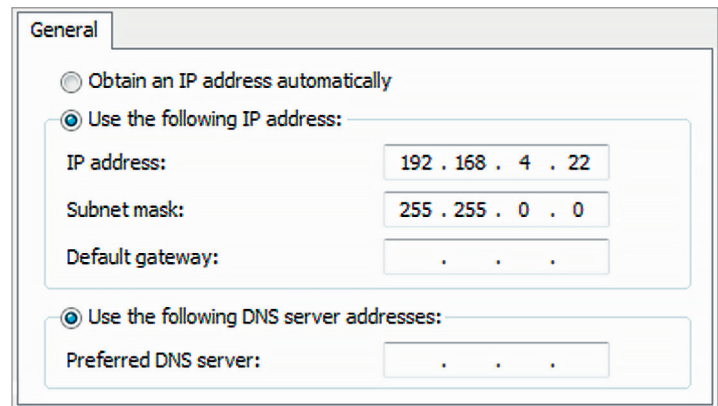 General
Obtain an IP address automatically
Use the following IP address:
IP address: 192 . 168 . 4 . 22
Subnet mask: 255 . 255 . 0 . 0
Default gateway: . . .
Use the following DNS server addresses:
Preferred DNS server: . . .